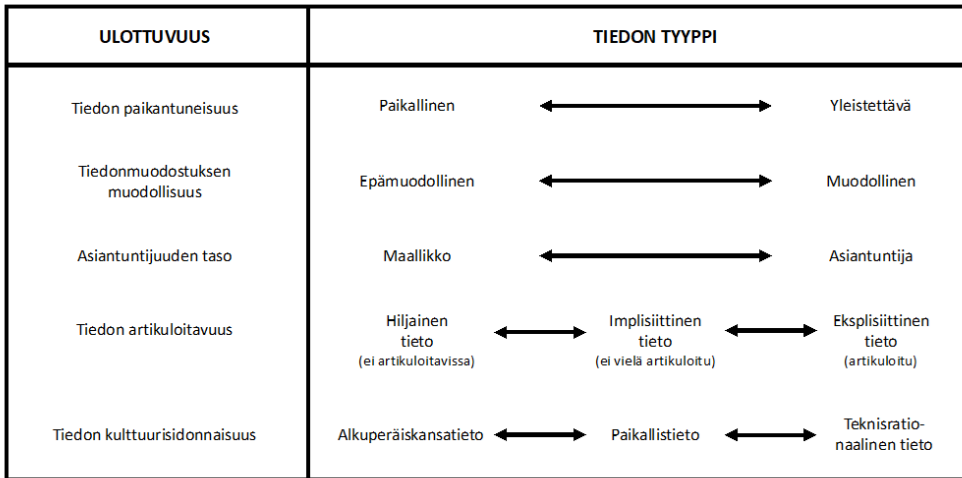 ULOTTUVUUS
TIEDON TYYPPI
Tiedon paikantuneisuus
Paikallinen
Yleistettävä
Tiedonmuodostuksen
muodollisuus
Epämuodollinen
Muodollinen
Asiantuntijuuden taso
Maallikko
Asiantuntija
Tiedon artikuloitavuus
Hiljainen
tieto
(ei artikuloitavissa)
Implisiittinen
tieto
(ei vielä artikuloitu)
Eksplisiittinen
tieto
(artikuloitu)
Tiedon kulttuurisidonnaisuus
Alkuperäiskansatieto
Paikallistieto
Teknisratio-
naalinen tieto